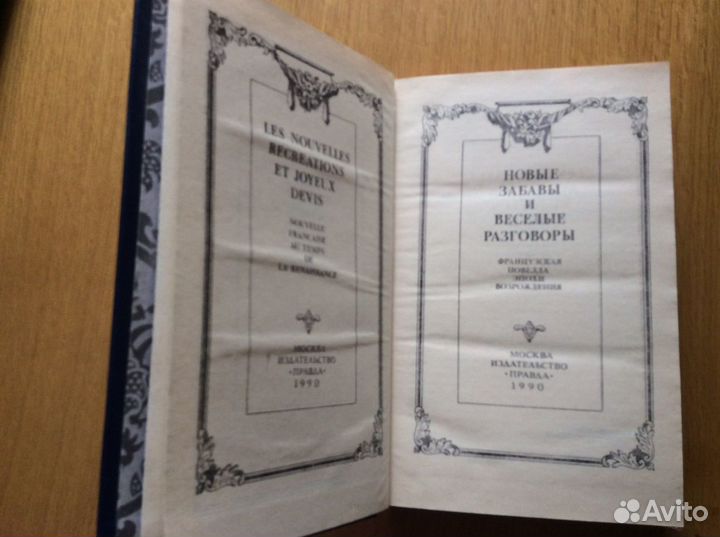 LES NOUVELLES
RECREATIONS
ET JOYEUX
DEVIS
NOUVELLE
FRANCAISE
AU TEMPS
DE
LA RENAISSANCE
МОСКВА
ИЗДАТЕЛЬСТВО
«ПРАВДА»
1990
НОВЫЕ
ЗАБАВЫ
И
ВЕСЕЛЫЕ
РАЗГОВОРЫ
ФРАНЦУЗСКАЯ
НОВЕЛЛА
ЭПОХИ
ВОЗРОЖДЕНИЯ
МОСКВА
ИЗДАТЕЛЬСТВО
«ПРАВДА»
1990
Avito